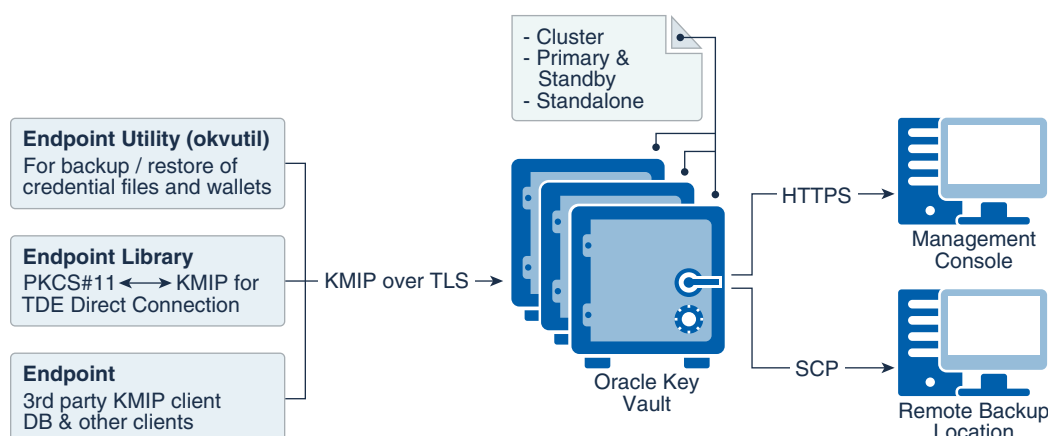 - Cluster
- Primary &
Standby
- Standalone
Endpoint Utility (okvutil)
For backup / restore of
credential files and wallets
Endpoint Library
PKCS#11 ↔ KMIP for
TDE Direct Connection
Endpoint
3rd party KMIP client
DB & other clients
KMIP over TLS
Oracle Key
Vault
HTTPS
Management
Console
SCP
Remote Backup
Location